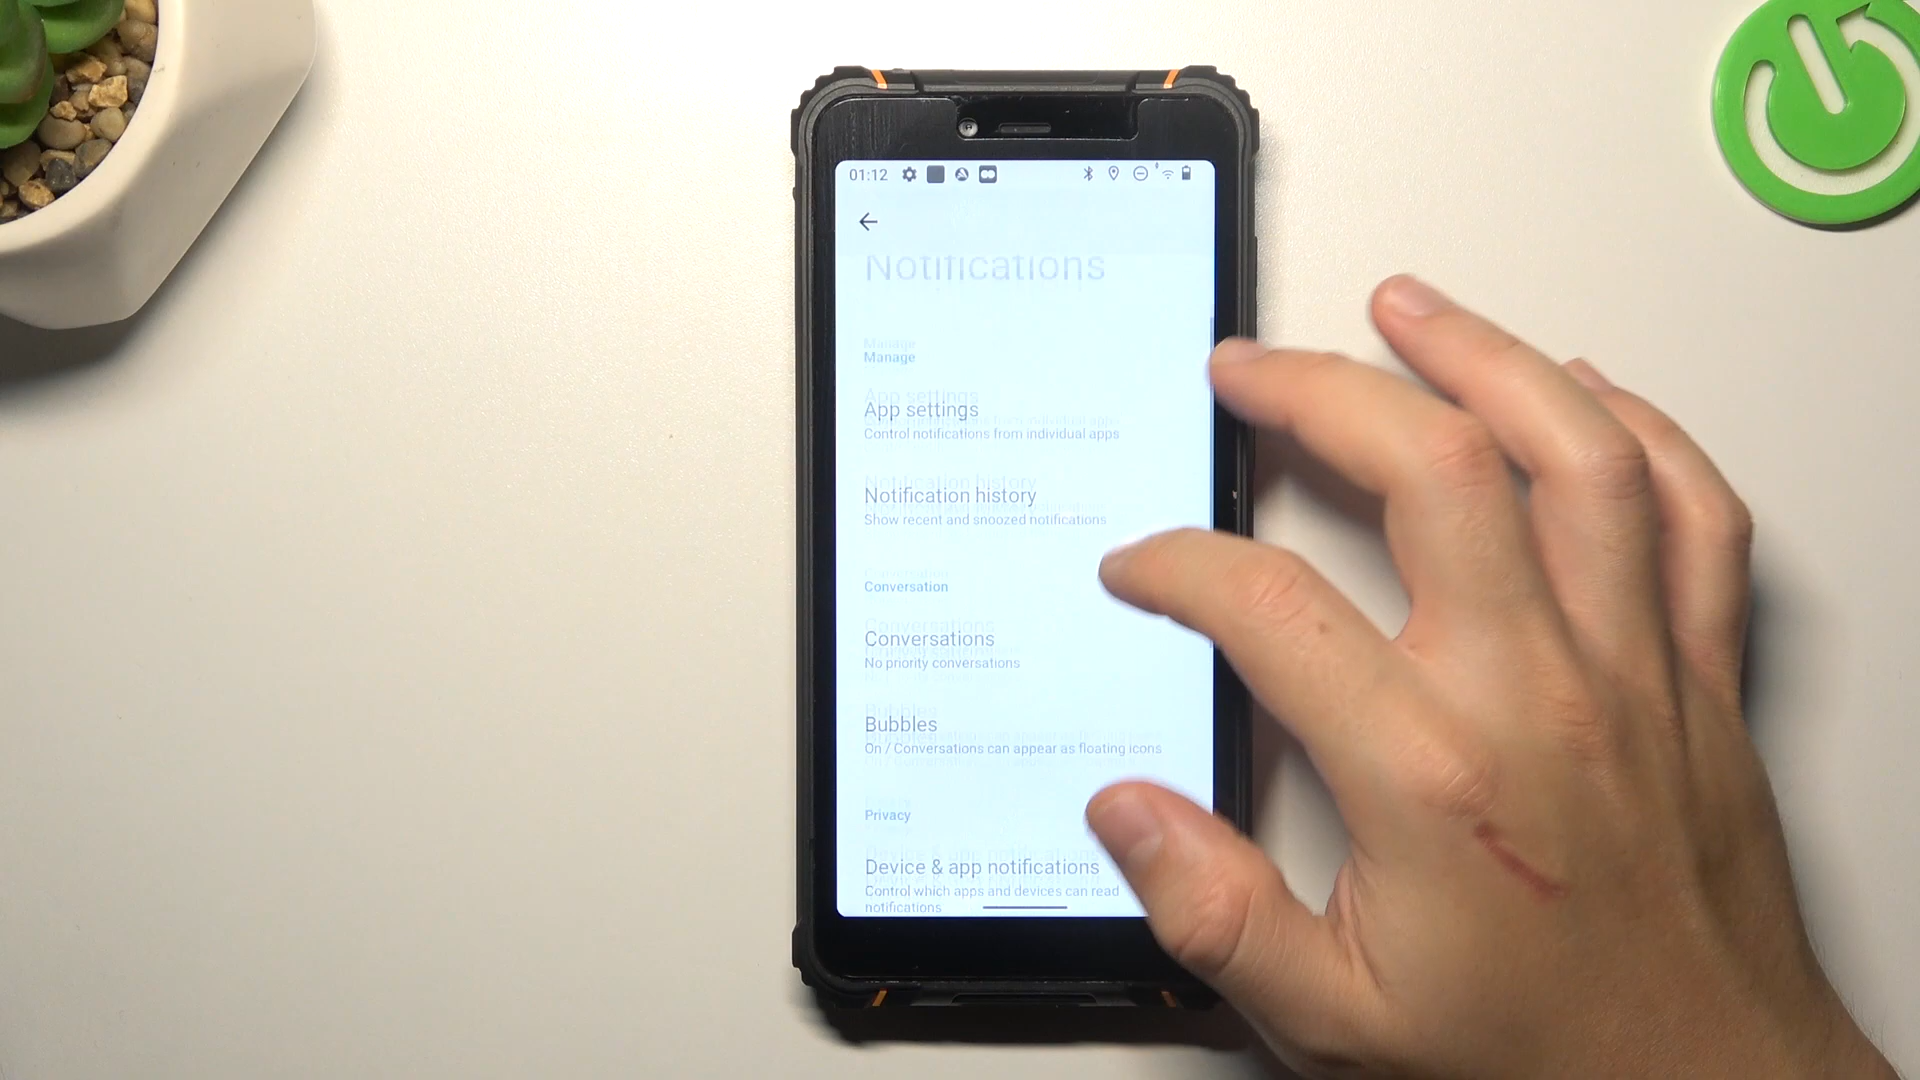 01:12
Notifications
Manage
App settings
Control notifications from individual apps
Notification history
Show recent and snoozed notifications
Conversation
Conversations
No priority conversations
Bubbles
On / Conversations can appear as floating icons
Privacy
Device & app notifications
Control which apps and devices can read
notifications